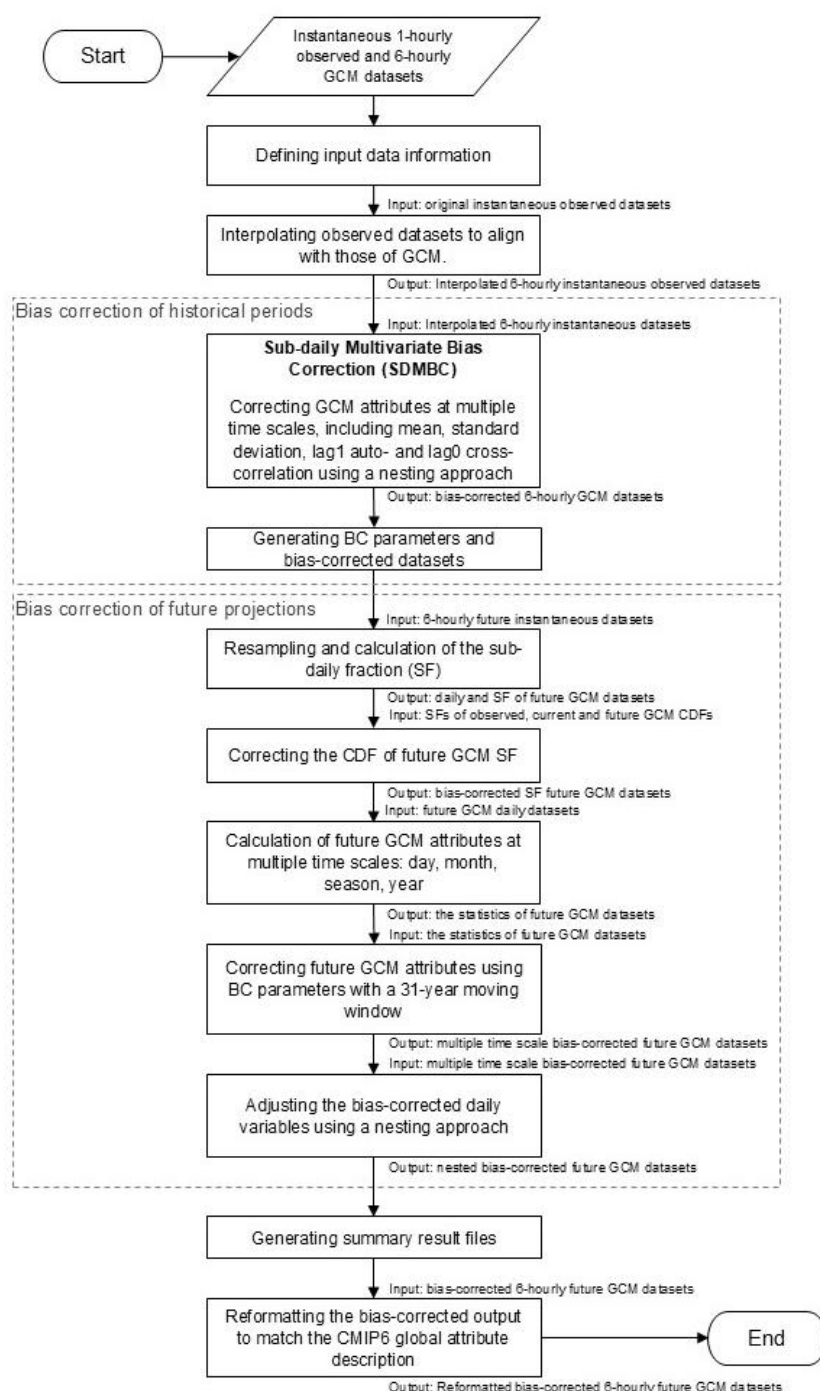 Start
Instantaneous 1-hourly
observed and 6-hourly
GCM datasets
Defining input data information
Input: original instantaneous observed datasets
Interpolating observed datasets to align
with those of GCM.
Output: Interpolated 6-hourly instantaneous observed datasets
Bias correction of historical periods
Input: Interpolated 6-hourly instantaneous datasets
Sub-daily Multivariate Bias
Correction (SDMBC)
Correcting GCM attributes at multiple
time scales, including mean, standard
deviation, lag1 auto- and lag0 cross-
correlation using a nesting approach
Output: bias-corrected 6-hourly GCM datasets
Generating BC parameters and
bias-corrected datasets
Bias correction of future projections
Input: 6-hourly future instantaneous datasets
Resampling and calculation of the sub-
daily fraction (SF)
Output: daily and SF of future GCM datasets
Input: SFs of observed, current and future GCM CDFs
Correcting the CDF of future GCM SF
Output: bias-corrected SF future GCM datasets
Input: future GCM daily datasets
Calculation of future GCM attributes at
multiple time scales: day, month,
season, year
Output: the statistics of future GCM datasets
Input: the statistics of future GCM datasets
Correcting future GCM attributes using
BC parameters with a 31-year moving
window
Output: multiple time scale bias-corrected future GCM datasets
Input: multiple time scale bias-corrected future GCM datasets
Adjusting the bias-corrected daily
variables using a nesting approach
Output: nested bias-corrected future GCM datasets
Generating summary result files
Input: bias-corrected 6-hourly future GCM datasets
Reformatting the bias-corrected output
to match the CMIP6 global attribute
description
End
Output: Reformatted bias-corrected 6-hourly future GCM datasets